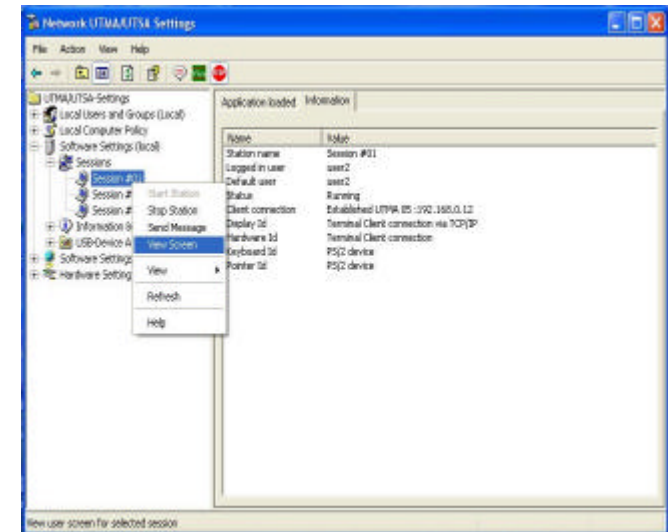 Network UTMA/UTSA Settings
File Action View Help
UTMA/UTSA-Settings
Local Users and Groups (Local)
Local Computer Policy
Software Settings (local)
Sessions
Session #01
Session #
Session #
Information &
USB-Device A
Software Settings
Hardware Setting
Start Station
Stop Station
Send Message
View Screen
View
Refresh
Help
Application loaded Information
Name Value
Station name Session #01
Logged in user user2
Default user user2
Status Running
Client connection Established UTMA 05 :192.168.0.12
Display Id Terminal Client connection via TCP/IP
Hardware Id Terminal Client connection
Keyboard Id PS/2 device
Pointer Id PS/2 device
View user screen for selected session